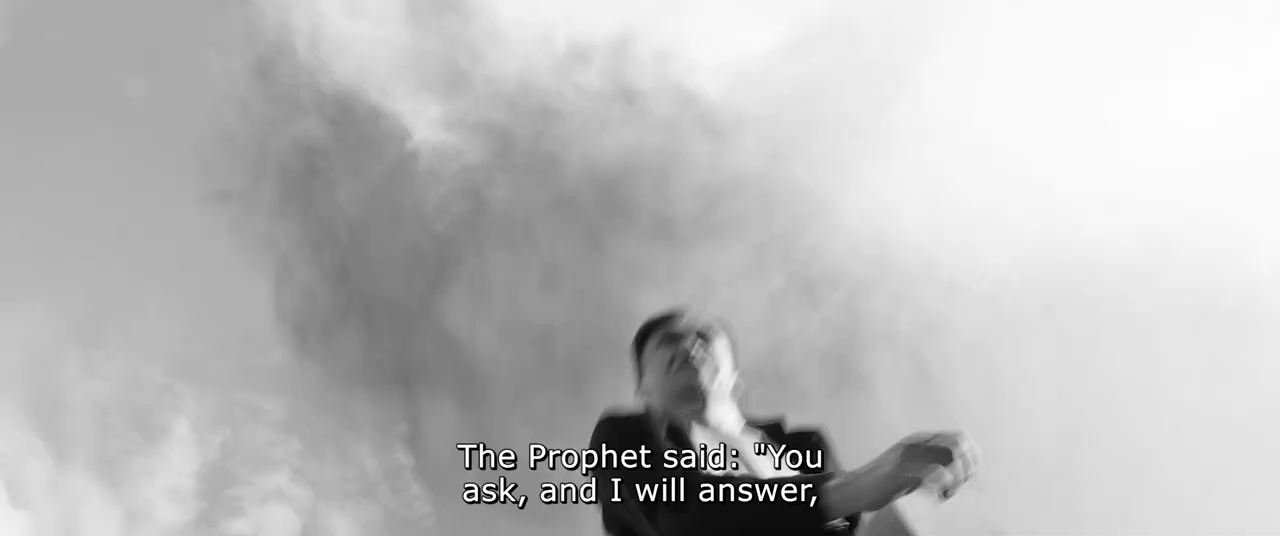 The Prophet said: "You
ask, and I will answer,